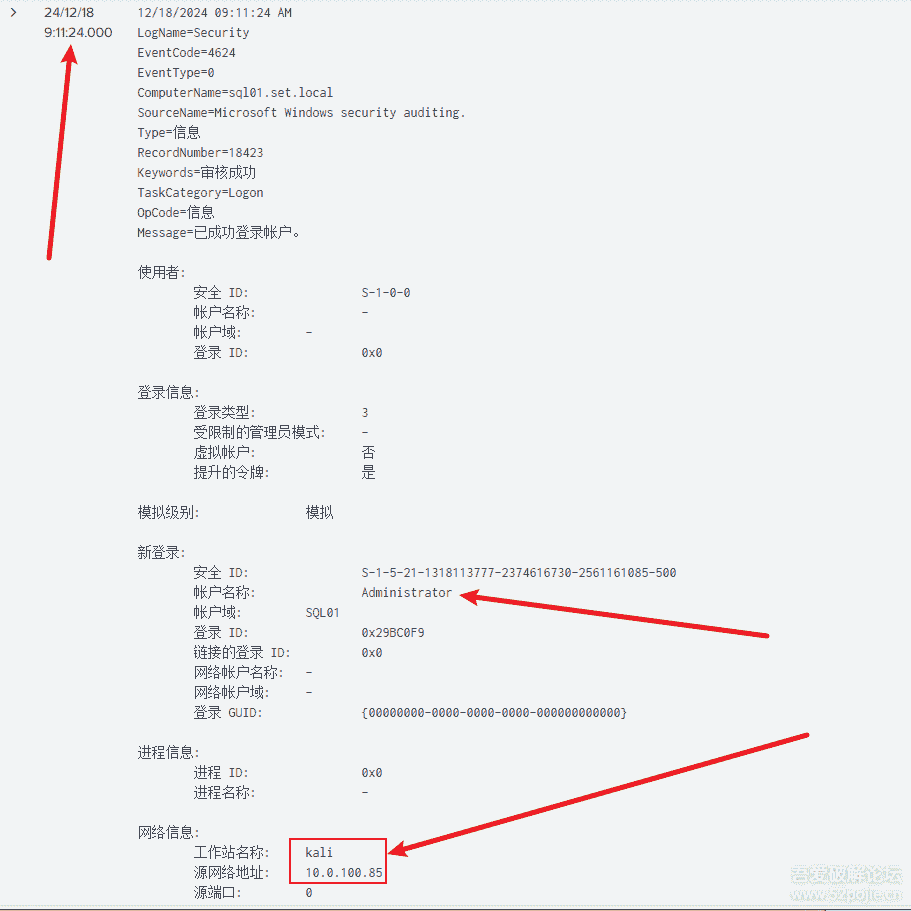 24/12/18
9:11:24.000
12/18/2024 09:11:24 AM
LogName=Security
EventCode=4624
EventType=0
ComputerName=sql01.set.local
SourceName=Microsoft Windows security auditing.
Type=信息
RecordNumber=18423
Keywords=审核成功
TaskCategory=Logon
OpCode=信息
Message=已成功登录帐户。
使用者:
安全 ID: S-1-0-0
帐户名称: -
帐户域: -
登录 ID: 0x0
登录信息:
登录类型: 3
受限制的管理员模式: -
虚拟帐户: 否
提升的令牌: 是
模拟级别: 模拟
新登录:
安全 ID: S-1-5-21-1318113777-2374616730-2561161085-500
帐户名称: Administrator
帐户域: SQL01
登录 ID: 0x29BC0F9
链接的登录 ID: 0x0
网络帐户名称: -
网络帐户域: -
登录 GUID: {00000000-0000-0000-0000-000000000000}
进程信息:
进程 ID: 0x0
进程名称: -
网络信息:
工作站名称: kali
源网络地址: 10.0.100.85
源端口: 0
吾爱破解论坛
www.52pojie.cn